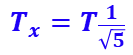 Tₓ = T 1/√5